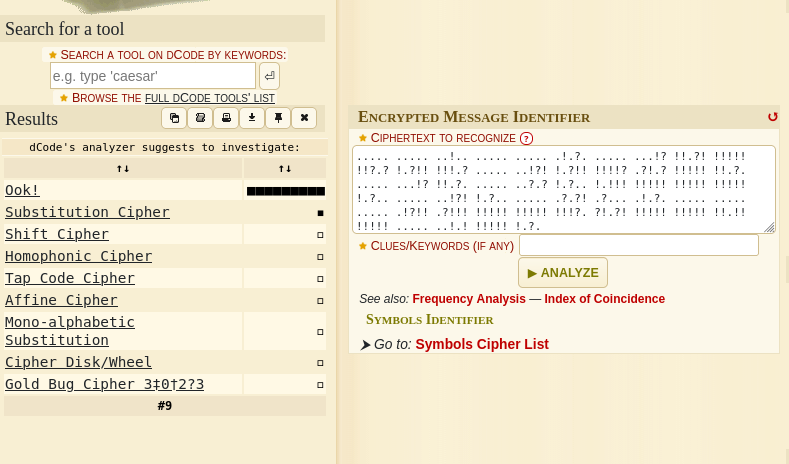 Search for a tool
Search a tool on dCode by keywords:
e.g. type 'caesar'
Browse the full dCode tools' list
Results
dCode's analyzer suggests to investigate:
↑↓ ↑↓
Ook! ■■■■■■■■■
Substitution Cipher ▪
Shift Cipher ▫
Homophonic Cipher ▫
Tap Code Cipher ▫
Affine Cipher ▫
Mono-alphabetic
Substitution ▫
Cipher Disk/Wheel ▫
Gold Bug Cipher 3‡0†2?3 ▫
#9
Encrypted Message Identifier
Ciphertext to recognize ?
..... ..... ..!.. ..... ..... .!.?. ..... ...!? !!.?! !!!!!
!!?.? !.?!! !!!.? ..... ..!?! !.?!! !!!!? .?!.? !!!!! !!.?.
..... ...!? !!.?. ..... ..?.? !.?.. !.!!! !!!!! !!!!! !!!!!
!.?.. ..... ..!?! !.?.. ..... .?.?! .?... .!.?. ..... .....
..... .!?!! .?!!! !!!!! !!!!! !!!?. ?!.?! !!!!! !!!!! !!.!!
!!!!! ..... ..!.! !!!!! !.?.
Clues/Keywords (if any)
▶ ANALYZE
See also: Frequency Analysis — Index of Coincidence
Symbols Identifier
➤ Go to: Symbols Cipher List